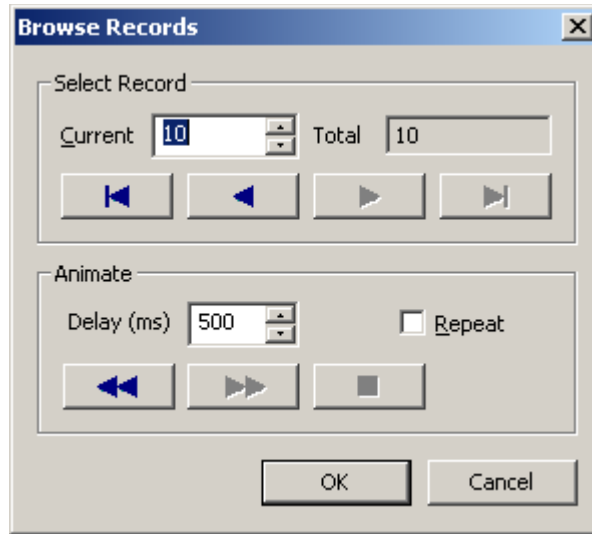 Browse Records
Select Record
Current 10 Total 10
Animate
Delay (ms) 500 Repeat
OK Cancel